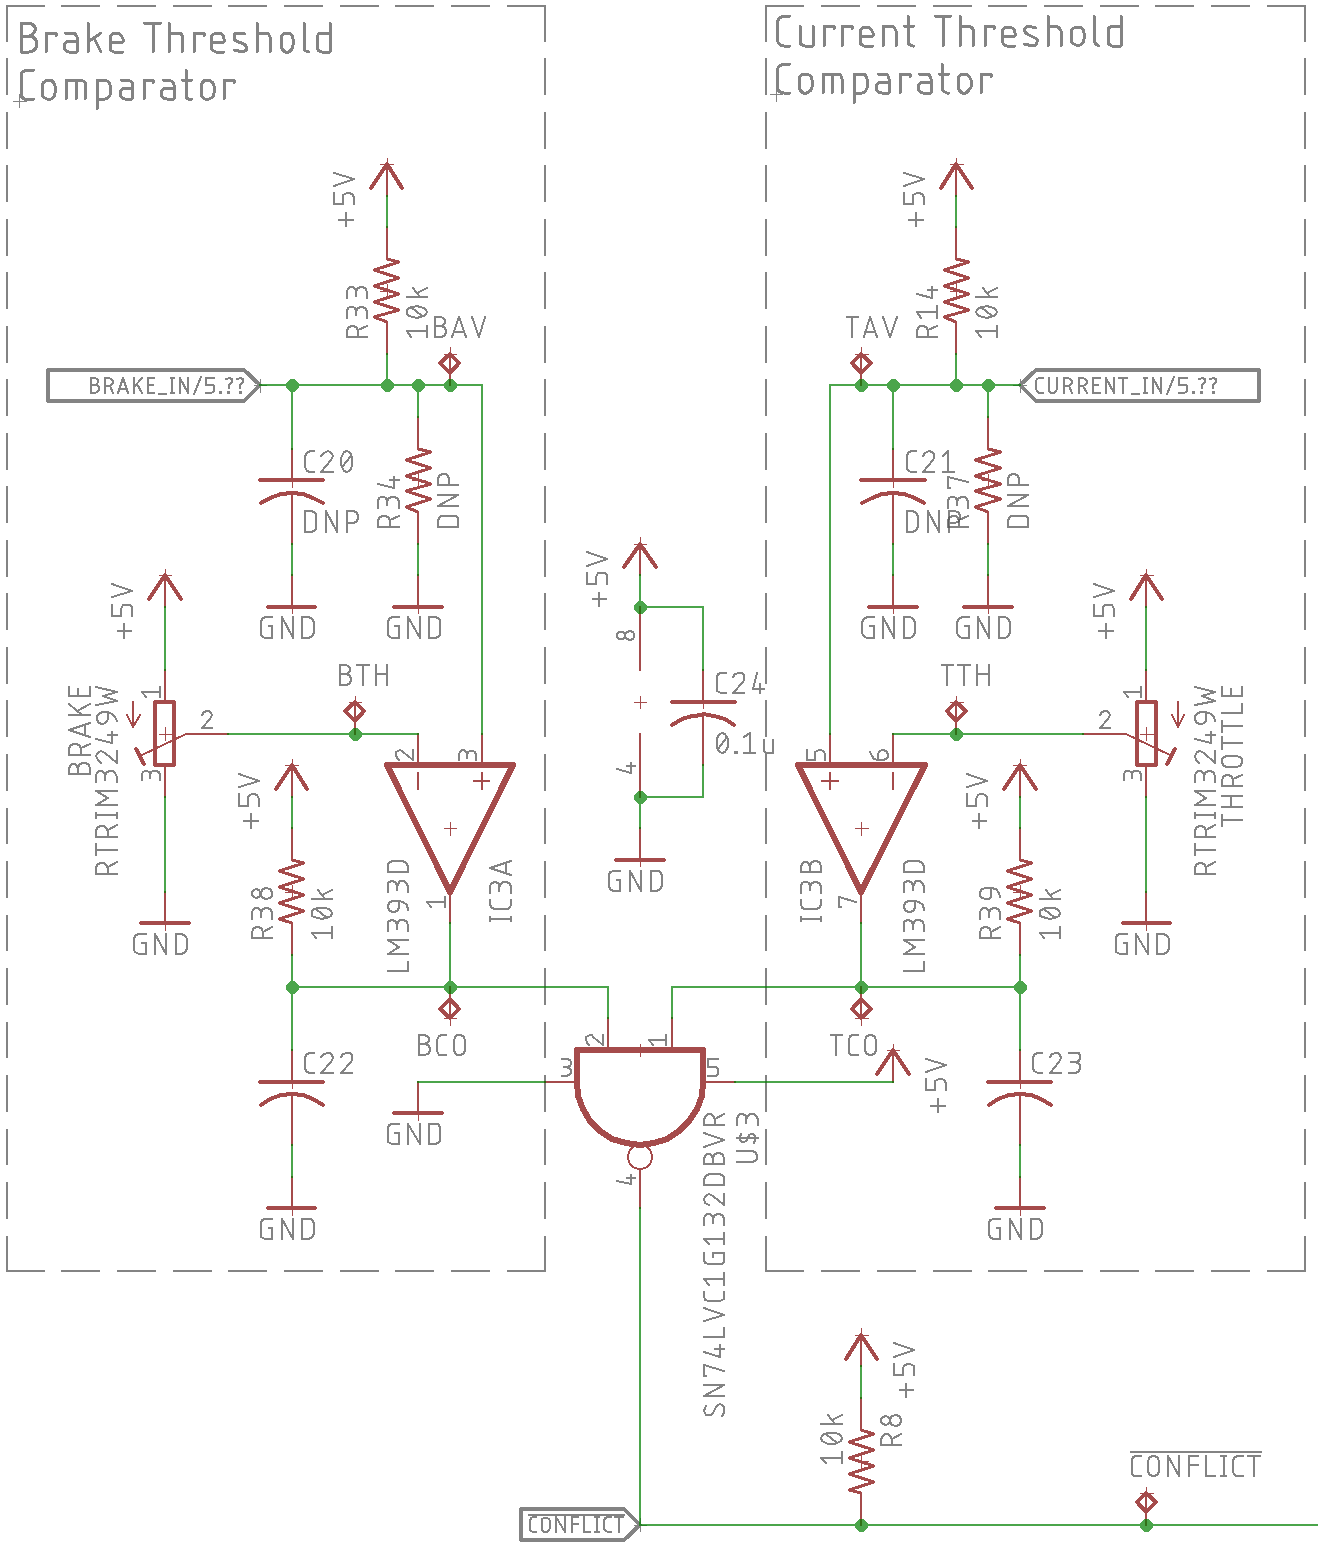 Brake Threshold
Comparator
Current Threshold
Comparator
+5V
R33
10k
BAV
BRAKE_IN/5.??
C20
DNP
R34
DNP
GND
GND
+5V
BRAKE
RTRIM3249W
1
2
3
GND
BTH
2
3
+5V
R38
10k
LM393D
1
IC3A
BCO
C22
GND
+5V
8
4
C24
0.1u
GND
+5V
R14
10k
TAV
CURRENT_IN/5.??
C21
DNP
R37
DNP
GND
GND
TTH
+5V
1
2
3
RTRIM3249W
THROTTLE
GND
5
6
IC3B
7
LM393D
+5V
R39
10k
TCO
C23
GND
2
1
3
5
4
GND
+5V
SN74LVC1G132DBVR
U$3
+5V
10k
R8
CONFLICT
CONFLICT